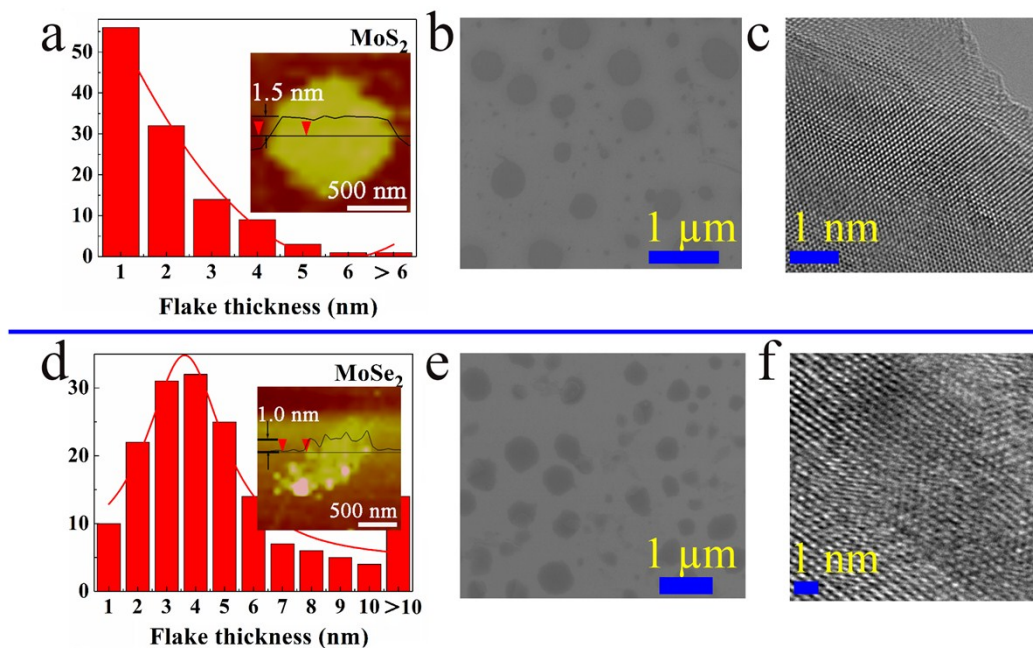 a
MoS₂
50
40
30
20
10
0
1.5 nm
500 nm
1 2 3 4 5 6 > 6
Flake thickness (nm)
b
1 µm
c
1 nm
d
MoSe₂
30
20
10
0
1.0 nm
500 nm
1 2 3 4 5 6 7 8 9 10 >10
Flake thickness (nm)
e
1 µm
f
1 nm